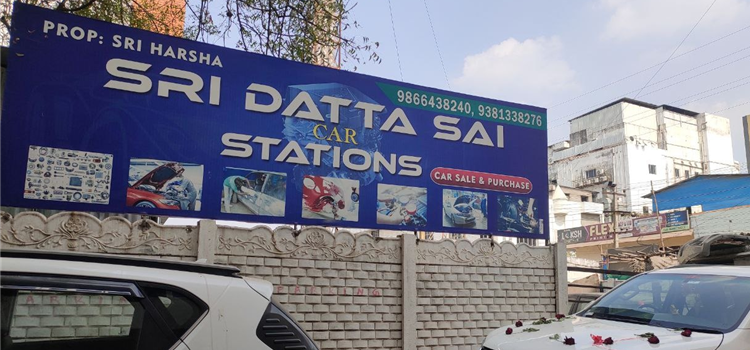 PROP: SRI HARSHA
9866438240, 9381338276
SRI DATTA SAI
CAR
STATIONS
CAR SALE & PURCHASE
FLEX